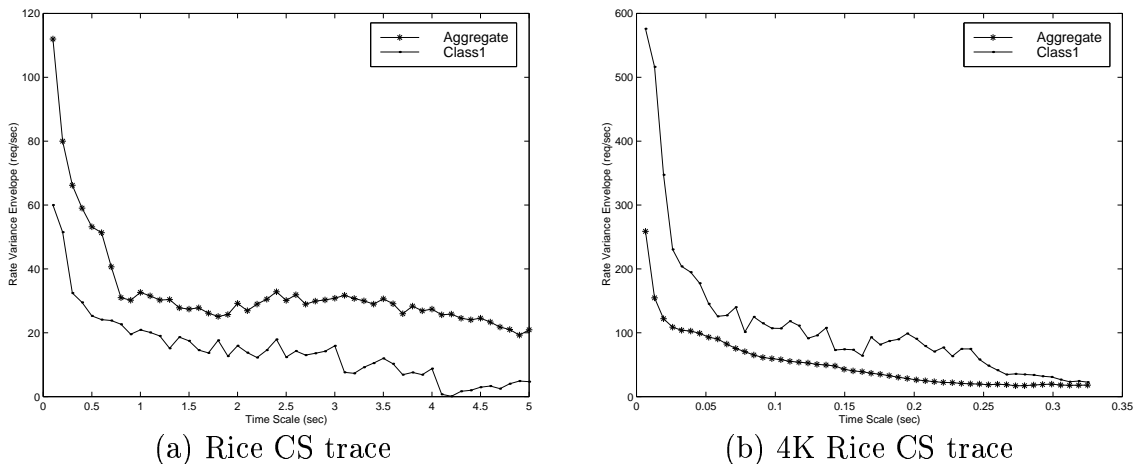 120
100
80
60
40
20
0
Rate Variance Envelope (req/sec)
Aggregate
Class1
0 0.5 1 1.5 2 2.5 3 3.5 4 4.5 5
Time Scale (sec)
(a) Rice CS trace
600
500
400
300
200
100
0
Rate Variance Envelope (req/sec)
Aggregate
Class1
0 0.05 0.1 0.15 0.2 0.25 0.3 0.35
Time Scale (sec)
(b) 4K Rice CS trace